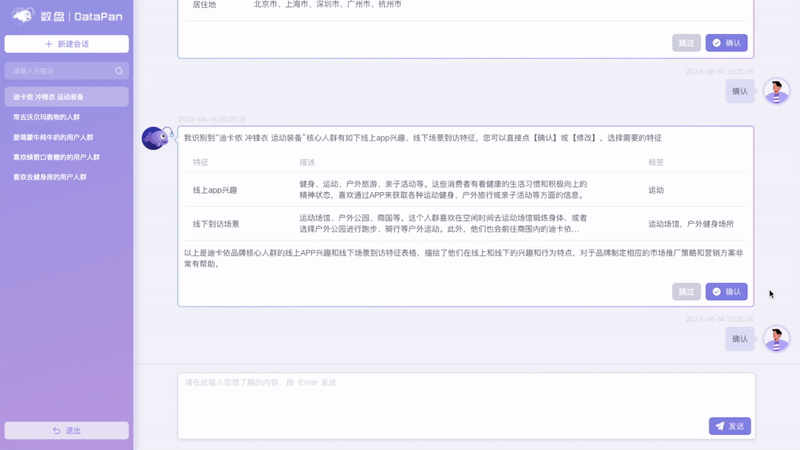 数盘 | DataPan
+ 新建会话
请输入关键词
迪卡侬 冲锋衣 运动装备
常去沃尔玛购物的人群
爱喝蒙牛纯牛奶的用户人群
喜欢去健身房的用户人群
退出
居住地 北京市、上海市、深圳市、广州市、杭州市
跳过 确认
2023-06-14 20:20:16
确认
2023-06-14 20:20:16
我识别到“迪卡侬 冲锋衣 运动装备”核心人群有如下线上app兴趣、线下场景到访特征，您可以直接点【确认】或【修改】，选择需要的特征
特征 描述 标签
线上app兴趣 健身、运动、户外旅游、亲子活动等。这些消费者有着健康的生活习惯和积极向上的
精神状态，喜欢通过APP来获取各种运动健身、户外旅行或亲子活动等方面的信息。 运动
线下到访场景 运动场馆、户外公园、商圈等。这个人群喜欢在空闲时间去运动场馆锻炼身体，或者
选择户外公园进行跑步、骑行等户外运动。此外，他们也会前往商圈内的迪卡侬... 运动场馆，户外健身场所
以上是迪卡侬品牌核心人群的线上APP兴趣和线下场景到访特征表格，描绘了他们在线上和线下的兴趣和行为特点，对于品牌制定相应的市场推广策略和营销方案非
常有帮助。
跳过 确认
2023-06-14 20:20:16
确认
请在此输入您想了解的内容，按 Enter 发送
发送